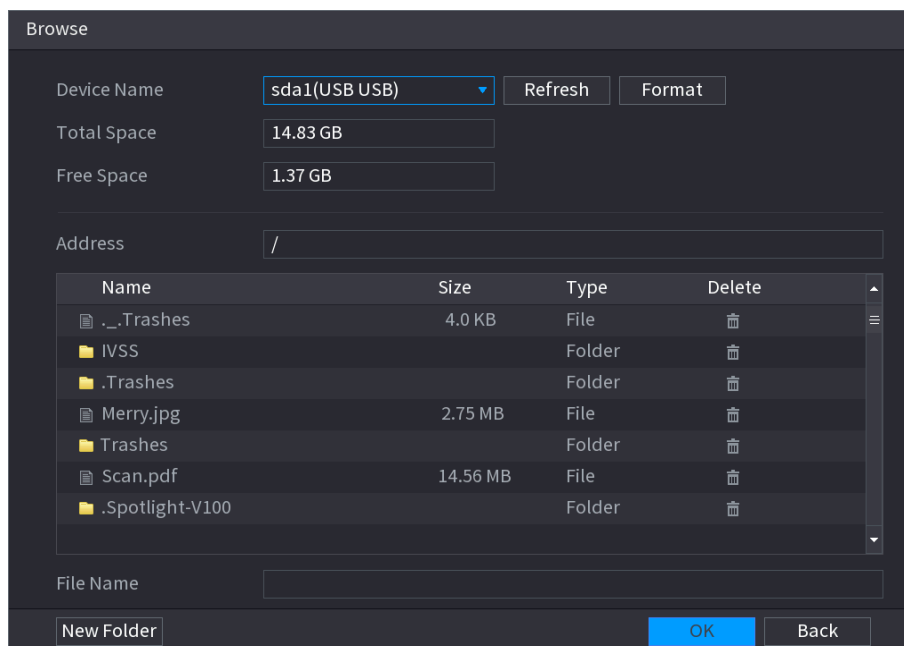 Browse
Device Name sda1(USB USB) Refresh Format
Total Space 14.83 GB
Free Space 1.37 GB
Address /
Name Size Type Delete
._.Trashes 4.0 KB File
IVSS Folder
.Trashes Folder
Merry.jpg 2.75 MB File
Trashes Folder
Scan.pdf 14.56 MB File
.Spotlight-V100 Folder
File Name
New Folder OK Back